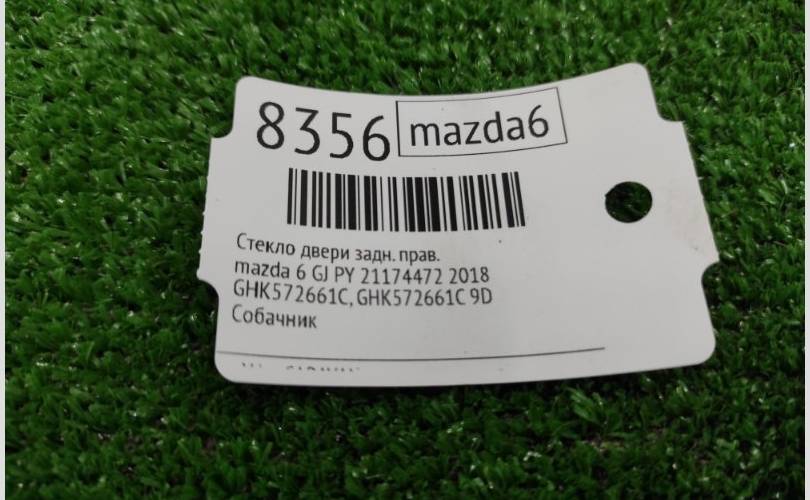 8356 mazda6
Стекло двери задн. прав.
mazda 6 GJ PY 21174472 2018
GHK572661C, GHK572661C 9D
Собачник